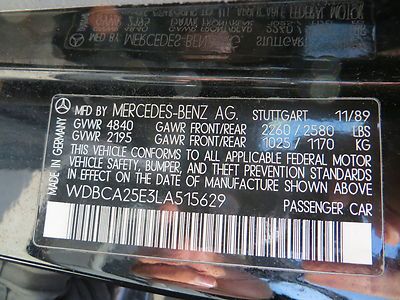 MFD BY MERCEDES-BENZ AG. STUTTGART 11/89
GVWR 4840 GAWR FRONT/REAR 2260 / 2580 LBS
GVWR 2195 GAWR FRONT/REAR 1025 / 1170 KG
THIS VEHICLE CONFORMS TO ALL APPLICABLE FEDERAL MOTOR
VEHICLE SAFETY, BUMPER, AND THEFT PREVENTION STANDARDS
IN EFFECT ON THE DATE OF MANUFACTURE SHOWN ABOVE.
WDBCA25E3LA515629 PASSENGER CAR
MADE IN GERMANY